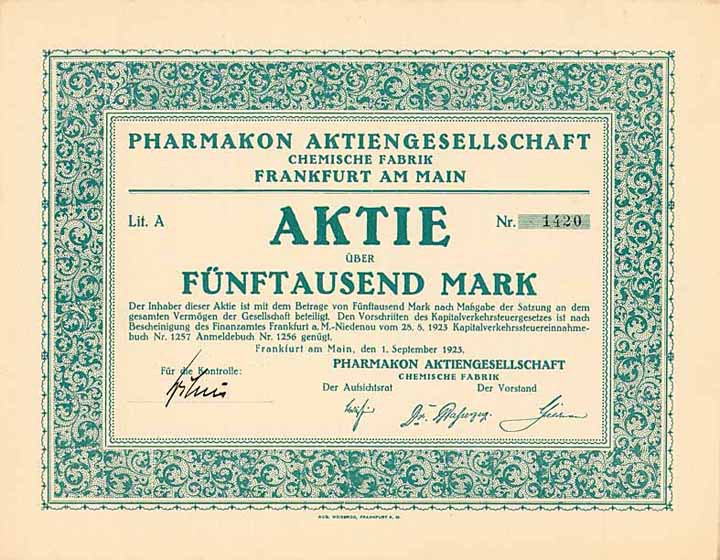 PHARMAKON AKTIENGESELLSCHAFT
CHEMISCHE FABRIK
FRANKFURT AM MAIN
Lit. A
AKTIE
Nr. 1420
ÜBER
FÜNFTAUSEND MARK
Der Inhaber dieser Aktie ist mit dem Betrage von Fünftausend Mark nach Maßgabe der Satzung an dem
gesamten Vermögen der Gesellschaft beteiligt. Den Vorschriften des Kapitalverkehrsteuergesetzes ist nach
Bescheinigung des Finanzamtes Frankfurt a. M.-Niedenau vom 28. 8. 1923 Kapitalverkehrssteuereinnahme-
buch Nr. 1257 Anmeldebuch Nr. 1256 genügt.
Frankfurt am Main, den 1. September 1923.
Für die Kontrolle:
PHARMAKON AKTIENGESELLSCHAFT
CHEMISCHE FABRIK
Der Aufsichtsrat
Der Vorstand
Dr.
AUG. WEISBROD, FRANKFURT A. M.